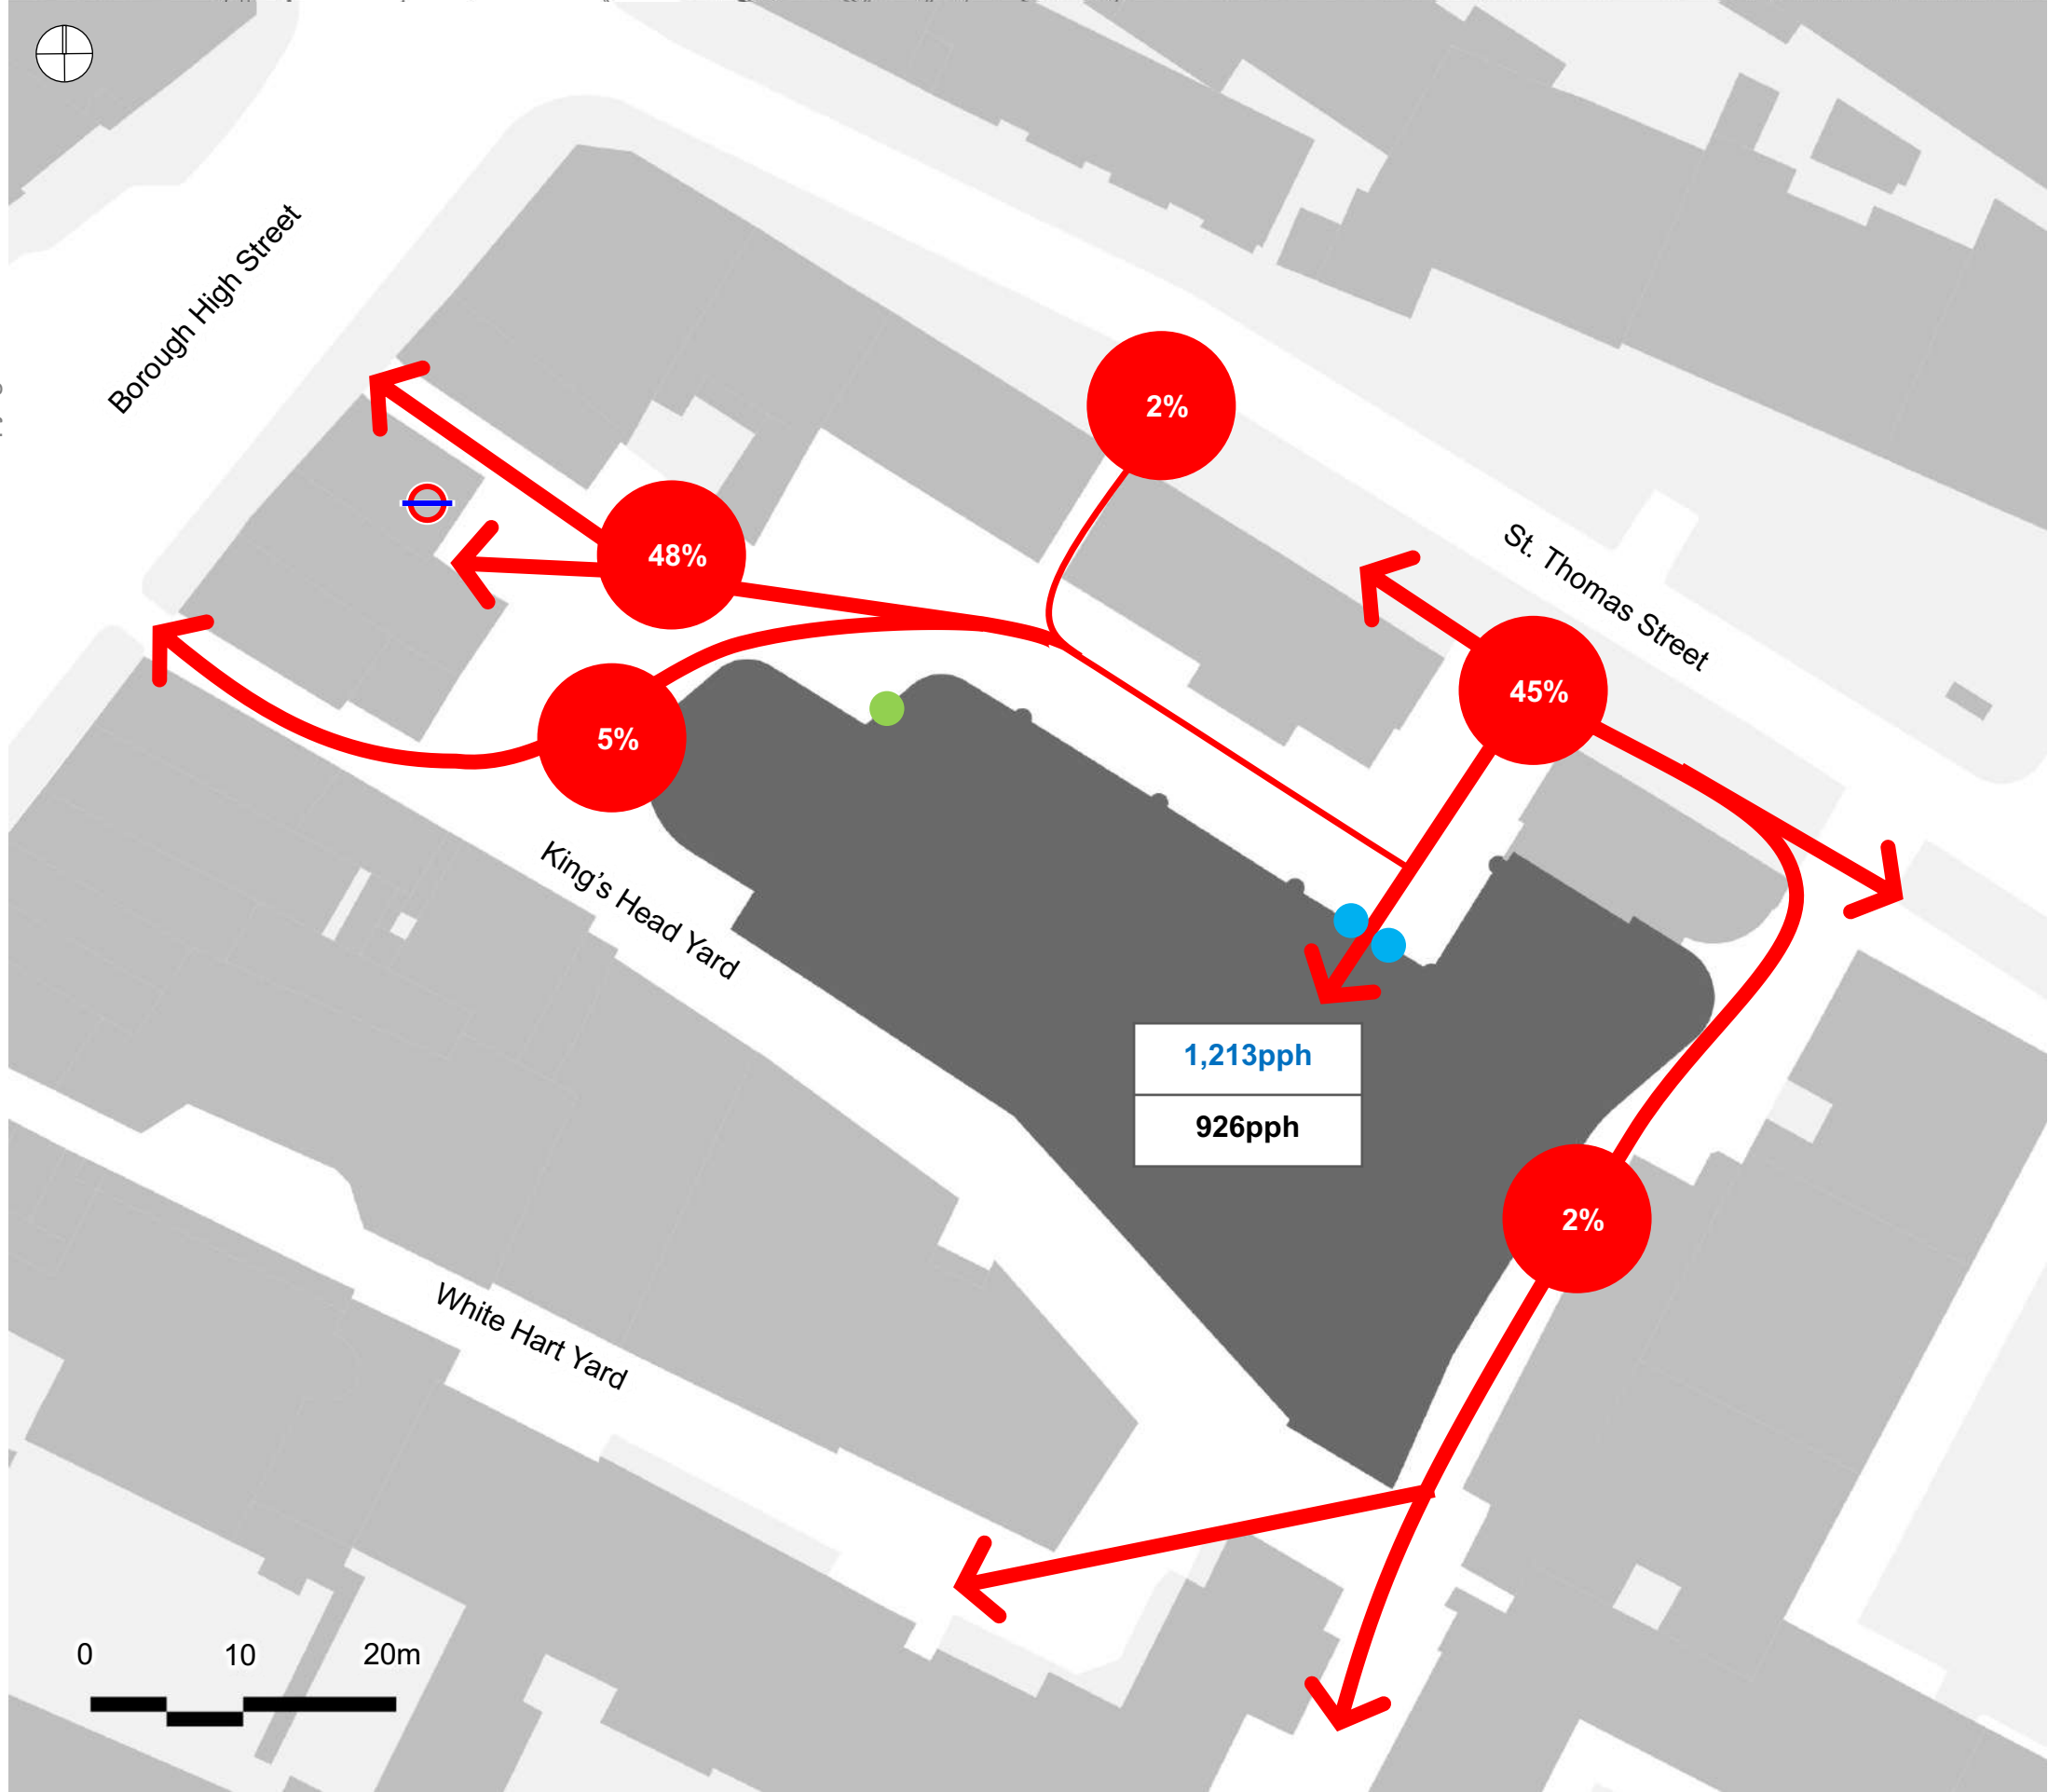 Borough High Street
2%
48%
St. Thomas Street
45%
5%
King's Head Yard
1,213pph
926pph
2%
White Hart Yard
0 10 20m